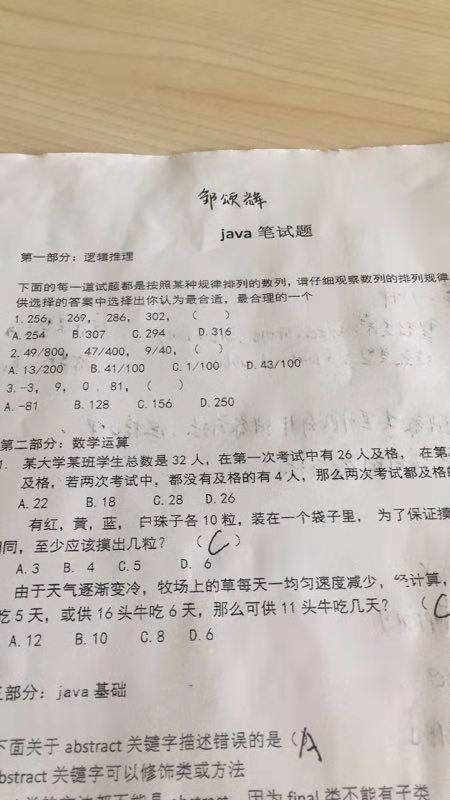 邹颂辉
java 笔试题
第一部分：逻辑推理
下面的每一道试题都是按照某种规律排列的数列，请仔细观察数列的排列规律
供选择的答案中选择出你认为最合适，最合理的一个
1.256， 269， 286， 302，（ ）
A.254 B.307 C.294 D.316
2.49/800， 47/400， 9/40，（ ）
A.13/200 B.41/100 C.1/100 D.43/100
3.-3， 9， 0 81，（ ）
A.-81 B.128 C.156 D.250
第二部分：数学运算
某大学某班学生总数是 32 人，在第一次考试中有 26 人及格，在第
及格，若两次考试中，都没有及格的有 4 人，那么两次考试都及格的
A.22 B.18 C.28 D.26
有红，黄，蓝，白珠子各 10 粒，装在一个袋子里，为了保证摸
相同，至少应该摸出几粒？（ C ）
A.3 B. 4 C.5 D. 6
由于天气逐渐变冷，牧场上的草每天一均匀速度减少，经计算，
吃 5 天，或供 16 头牛吃 6 天，那么可供 11 头牛吃几天？（C
A.12 B.10 C.8 D.6
部分：java 基础
下面关于 abstract 关键字描述错误的是（A
bstract 关键字可以修饰类或方法
final 类不能有子类